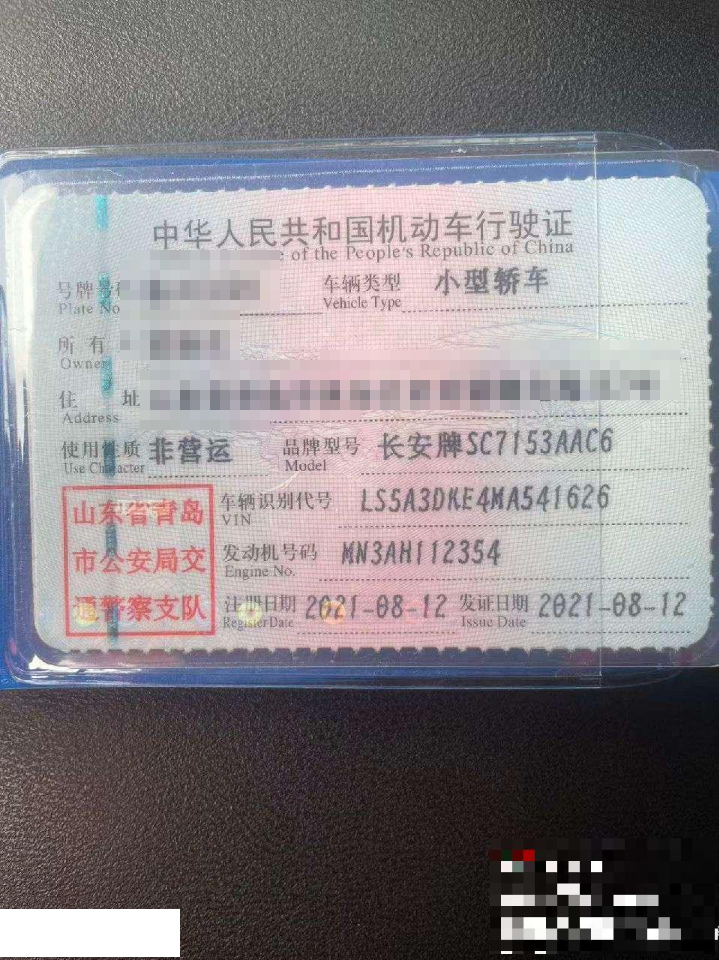 中华人民共和国机动车行驶证
of the People's Republic of China
号牌号码 车辆类型 小型轿车
Plate No Vehicle Type
所有
Owner
住址
Address
使用性质 非营运 品牌型号 长安牌SC7153AAC6
Use Character Model
山东省青岛
市公安局交
通警察支队
车辆识别代号 LS5A3DKE4MA541626
VIN
发动机号码 MN3AH112354
Engine No.
注册日期 2021-08-12 发证日期 2021-08-12
Register Date Issue Date